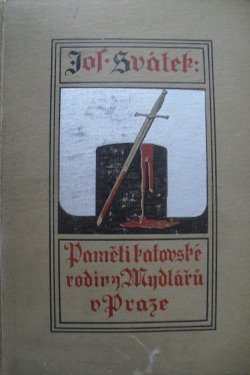 Jos. Svátek:
Paměti katovské
rodiny Mydlářů
v Praze